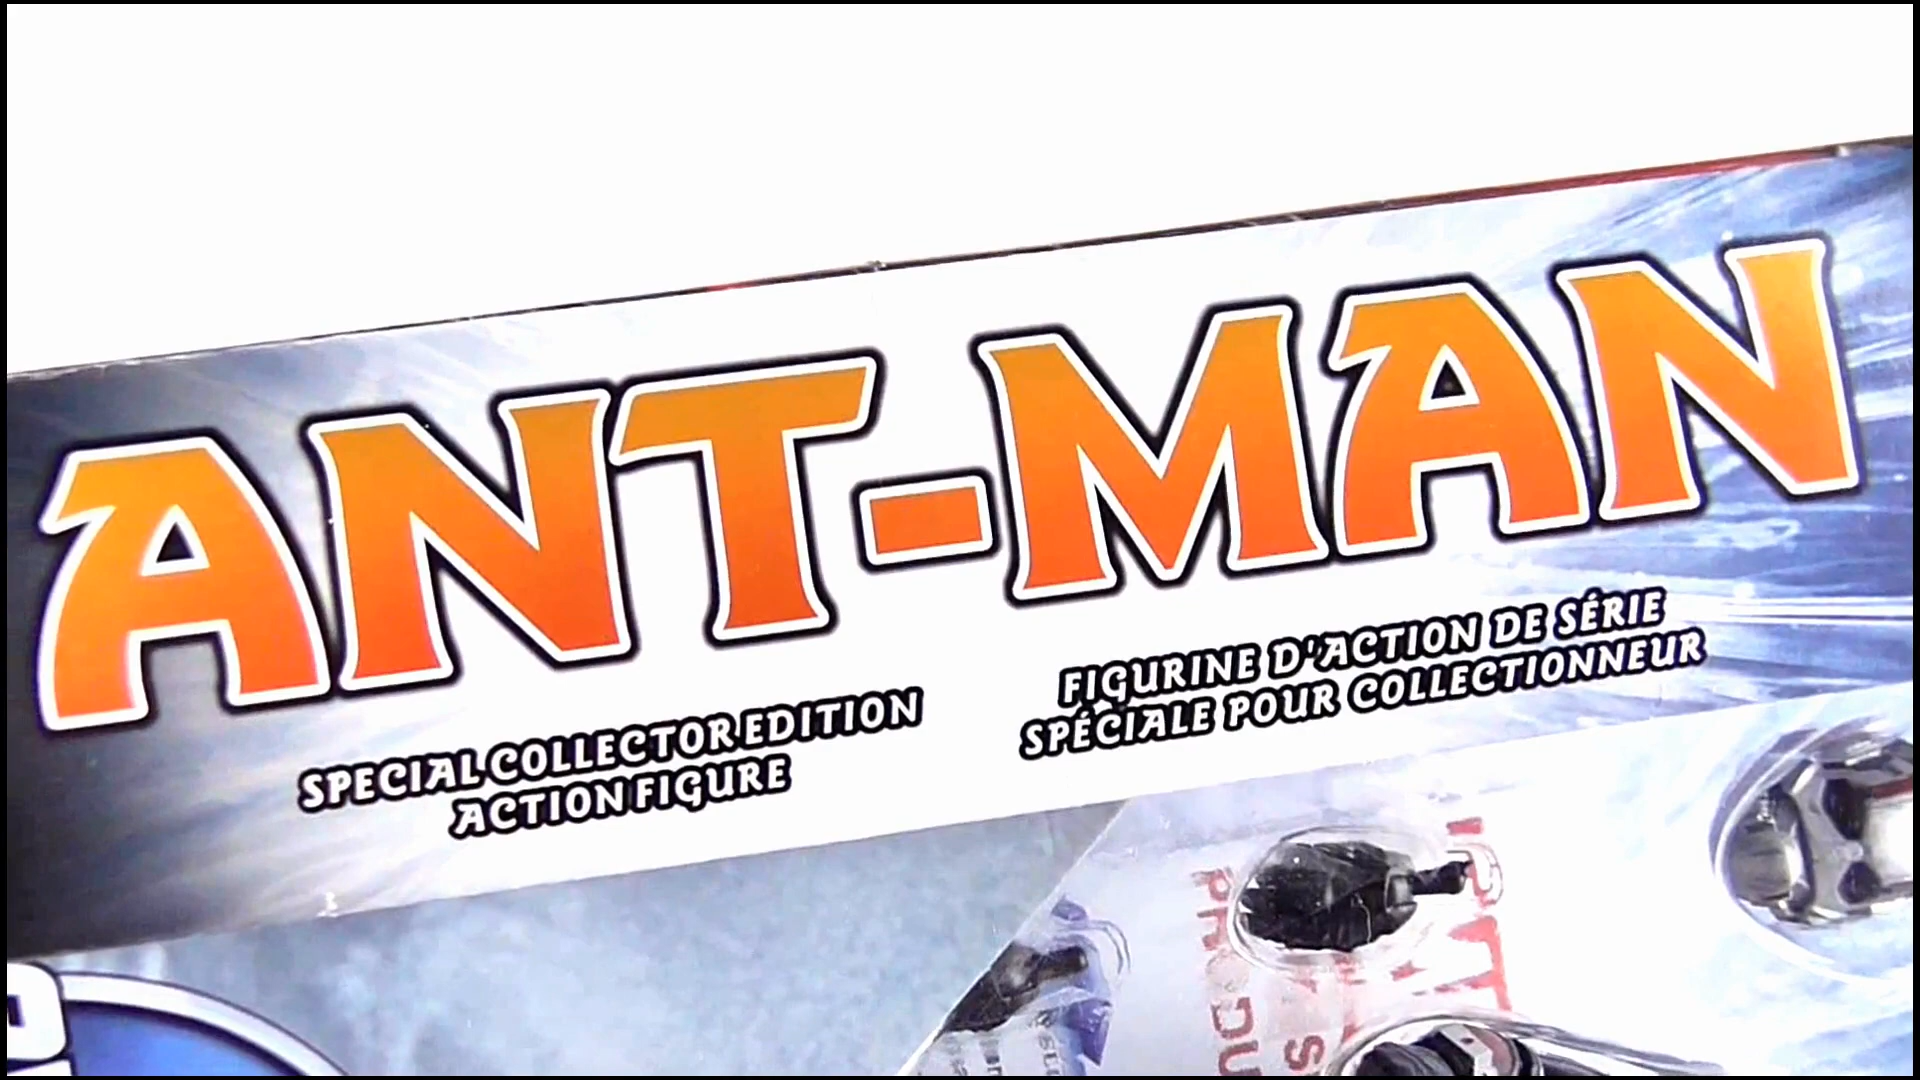 ANT-MAN
SPECIAL COLLECTOR EDITION
ACTION FIGURE
FIGURINE D'ACTION DE SÉRIE
SPÉCIALE POUR COLLECTIONNEUR